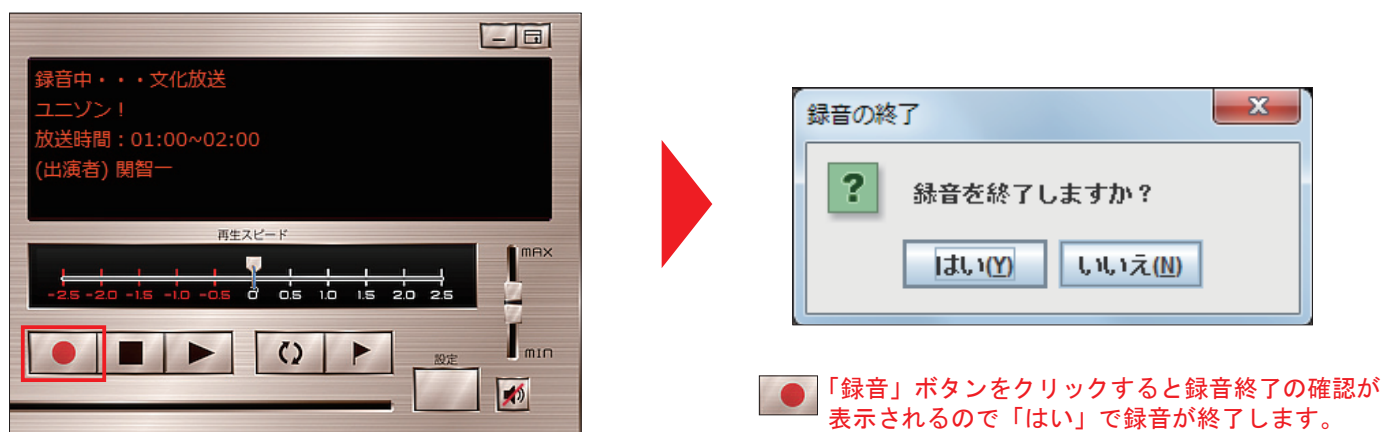 録音中・・・文化放送
ユニゾン！
放送時間：01:00~02:00
(出演者) 関智一
再生スピード
-2.5 -2.0 -1.5 -1.0 -0.5 0 0.5 1.0 1.5 2.0 2.5
MAX
MIN
設定
録音の終了
録音を終了しますか？
はい(Y) いいえ(N)
「録音」ボタンをクリックすると録音終了の確認が
表示されるので「はい」で録音が終了します。